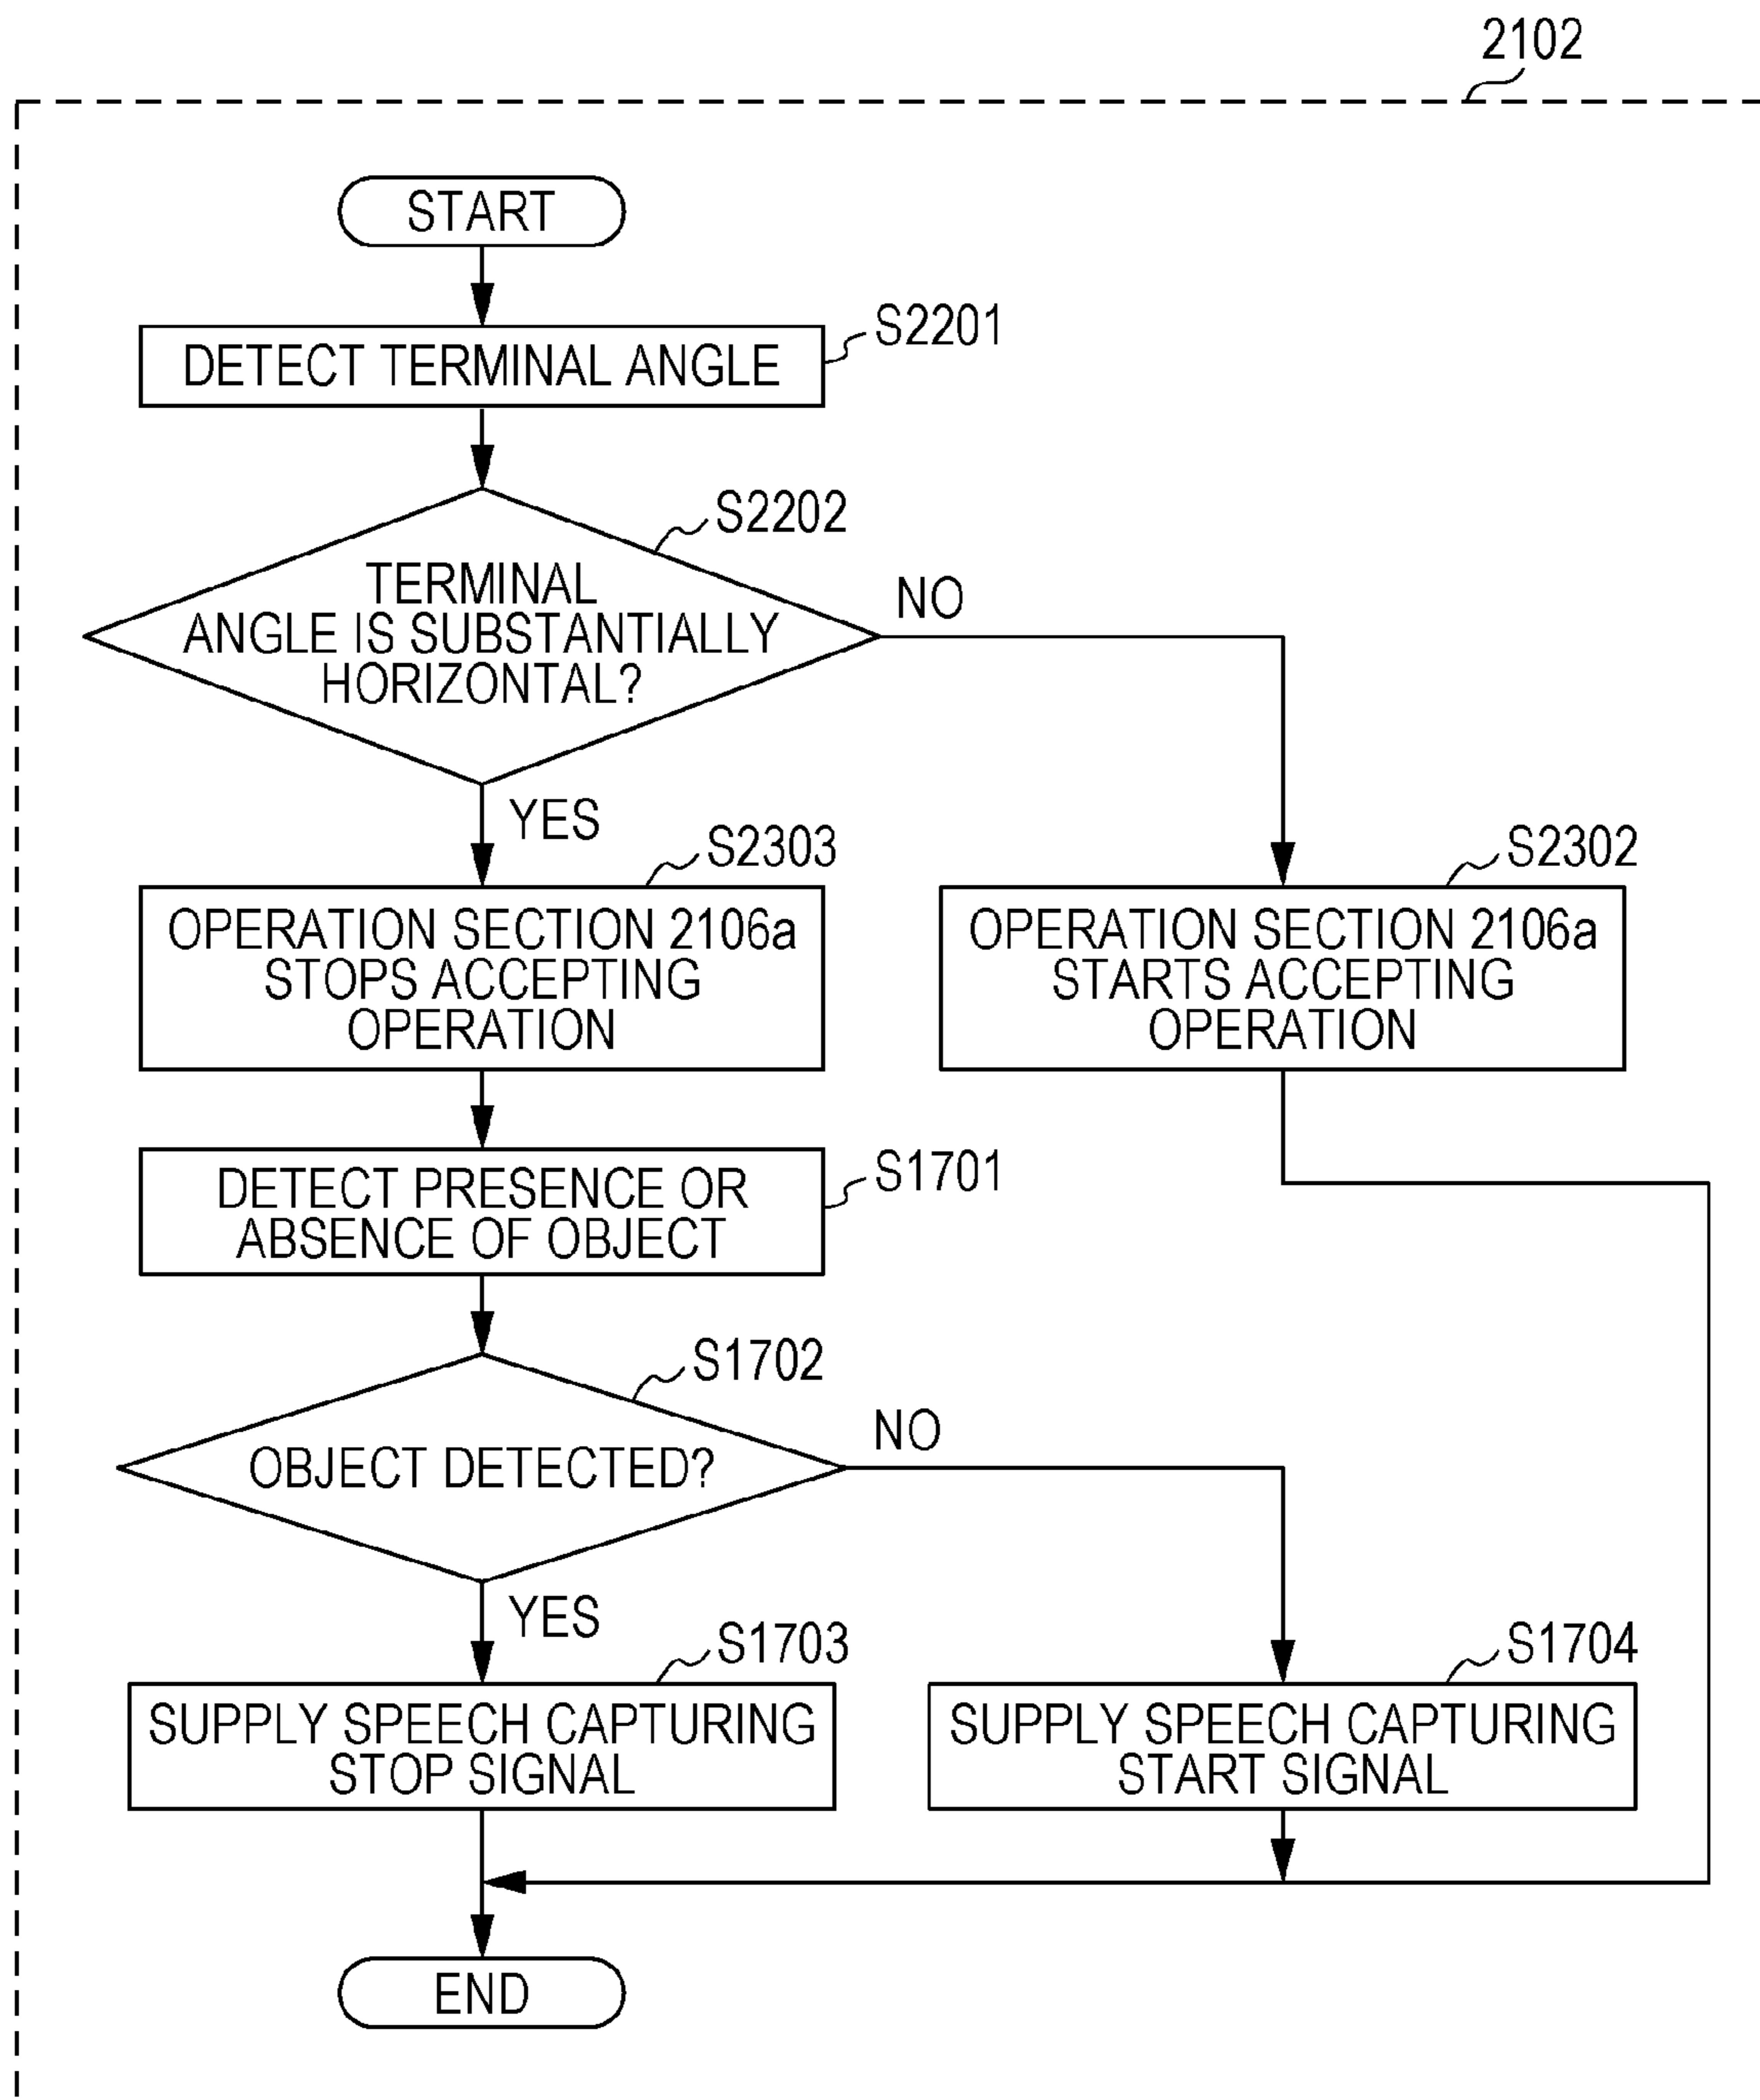 2102
START
S2201
DETECT TERMINAL ANGLE
S2202
TERMINAL
ANGLE IS SUBSTANTIALLY
HORIZONTAL?
NO
YES
S2303
OPERATION SECTION 2106a
STOPS ACCEPTING
OPERATION
S2302
OPERATION SECTION 2106a
STARTS ACCEPTING
OPERATION
S1701
DETECT PRESENCE OR
ABSENCE OF OBJECT
S1702
OBJECT DETECTED?
NO
YES
S1703
SUPPLY SPEECH CAPTURING
STOP SIGNAL
S1704
SUPPLY SPEECH CAPTURING
START SIGNAL
END